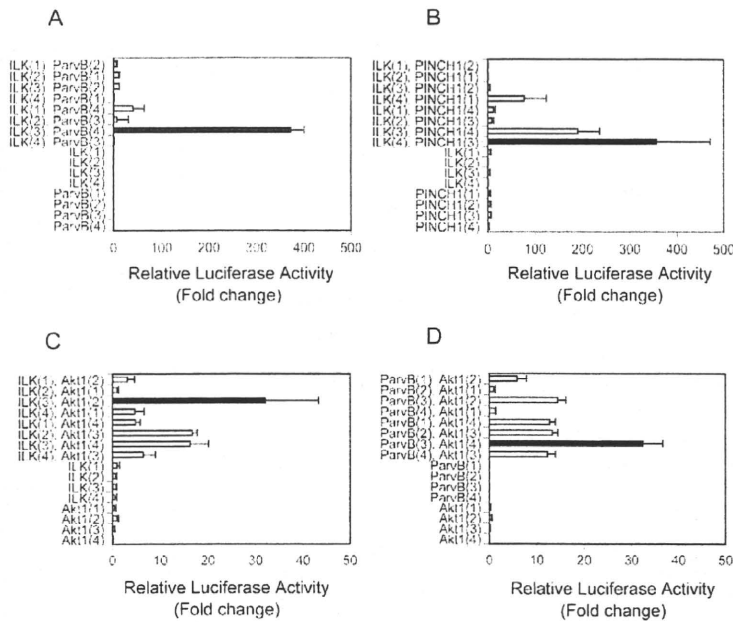 A
ILK(1) ParvB(2)
ILK(2) ParvB(1)
ILK(3) ParvB(2)
ILK(4) ParvB(1)
ILK(1) ParvB(4)
ILK(2) ParvB(3)
ILK(3) ParvB(4)
ILK(4) ParvB(3)
ILK(1)
ILK(2)
ILK(3)
ILK(4)
ParvB(1)
ParvB(2)
ParvB(3)
ParvB(4)
0 100 200 300 400 500
Relative Luciferase Activity
(Fold change)
B
ILK(1), PINCH1(2)
ILK(2), PINCH1(1)
ILK(3), PINCH1(2)
ILK(4), PINCH1(1)
ILK(1), PINCH1(4)
ILK(2), PINCH1(3)
ILK(3), PINCH1(4)
ILK(4), PINCH1(3)
ILK(1)
ILK(2)
ILK(3)
ILK(4)
PINCH1(1)
PINCH1(2)
PINCH1(3)
PINCH1(4)
0 100 200 300 400 500
Relative Luciferase Activity
(Fold change)
C
ILK(1), Akt1(2)
ILK(2), Akt1(1)
ILK(3), Akt1(2)
ILK(4), Akt1(1)
ILK(1), Akt1(4)
ILK(2), Akt1(3)
ILK(3), Akt1(4)
ILK(4), Akt1(3)
ILK(1)
ILK(2)
ILK(3)
ILK(4)
Akt1(1)
Akt1(2)
Akt1(3)
Akt1(4)
0 10 20 30 40 50
Relative Luciferase Activity
(Fold change)
D
ParvB(1), Akt1(2)
ParvB(2), Akt1(1)
ParvB(3), Akt1(2)
ParvB(4), Akt1(1)
ParvB(1), Akt1(4)
ParvB(2), Akt1(3)
ParvB(3), Akt1(4)
ParvB(4), Akt1(3)
ParvB(1)
ParvB(2)
ParvB(3)
ParvB(4)
Akt1(1)
Akt1(2)
Akt1(3)
Akt1(4)
0 10 20 30 40 50
Relative Luciferase Activity
(Fold change)